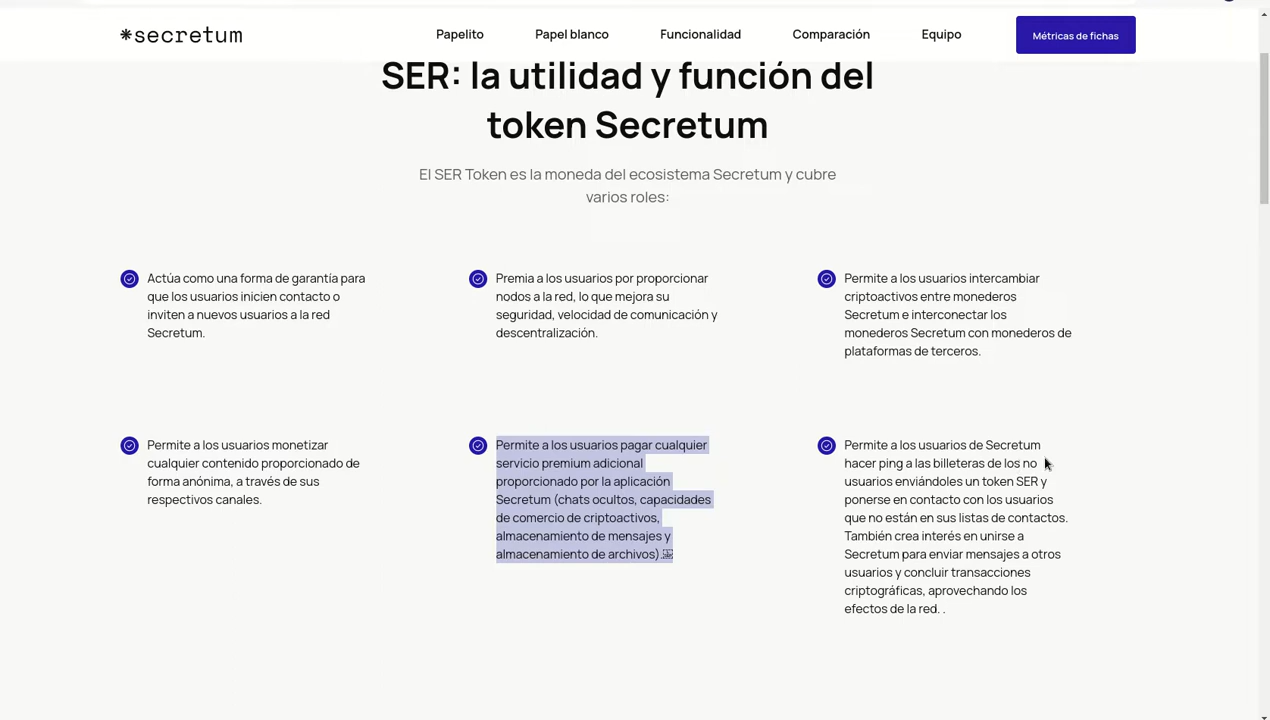 *secretum
Papelito
Papel blanco
Funcionalidad
Comparación
Equipo
Métricas de fichas
SER: la utilidad y función del
token Secretum
El SER Token es la moneda del ecosistema Secretum y cubre
varios roles:
Actúa como una forma de garantía para
que los usuarios inicien contacto o
inviten a nuevos usuarios a la red
Secretum.
Premia a los usuarios por proporcionar
nodos a la red, lo que mejora su
seguridad, velocidad de comunicación y
descentralización.
Permite a los usuarios intercambiar
criptoactivos entre monederos
Secretum e interconectar los
monederos Secretum con monederos de
plataformas de terceros.
Permite a los usuarios monetizar
cualquier contenido proporcionado de
forma anónima, a través de sus
respectivos canales.
Permite a los usuarios pagar cualquier
servicio premium adicional
proporcionado por la aplicación
Secretum (chats ocultos, capacidades
de comercio de criptoactivos,
almacenamiento de mensajes y
almacenamiento de archivos).
Permite a los usuarios de Secretum
hacer ping a las billeteras de los no
usuarios enviándoles un token SER y
ponerse en contacto con los usuarios
que no están en sus listas de contactos.
También crea interés en unirse a
Secretum para enviar mensajes a otros
usuarios y concluir transacciones
criptográficas, aprovechando los
efectos de la red. .